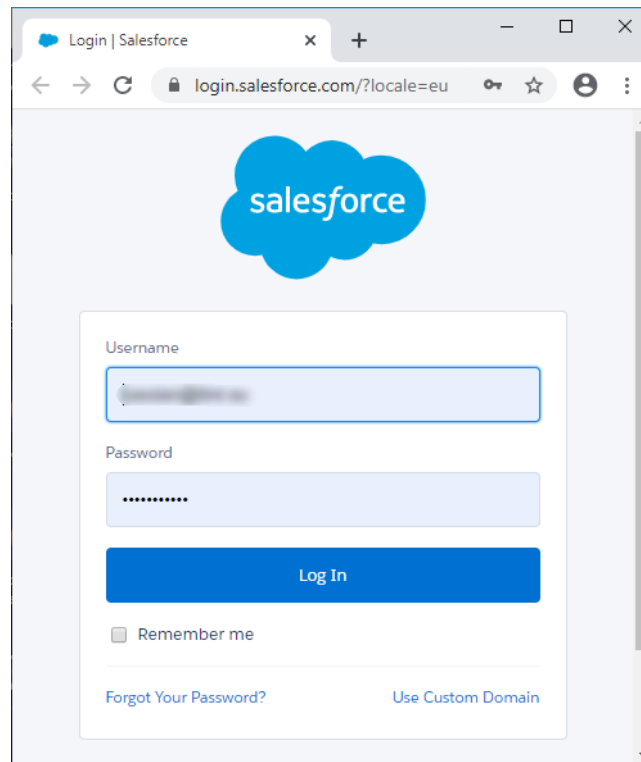 Login | Salesforce
login.salesforce.com/?locale=eu
salesforce
Username
Password
•••••••••••
Log In
Remember me
Forgot Your Password? Use Custom Domain